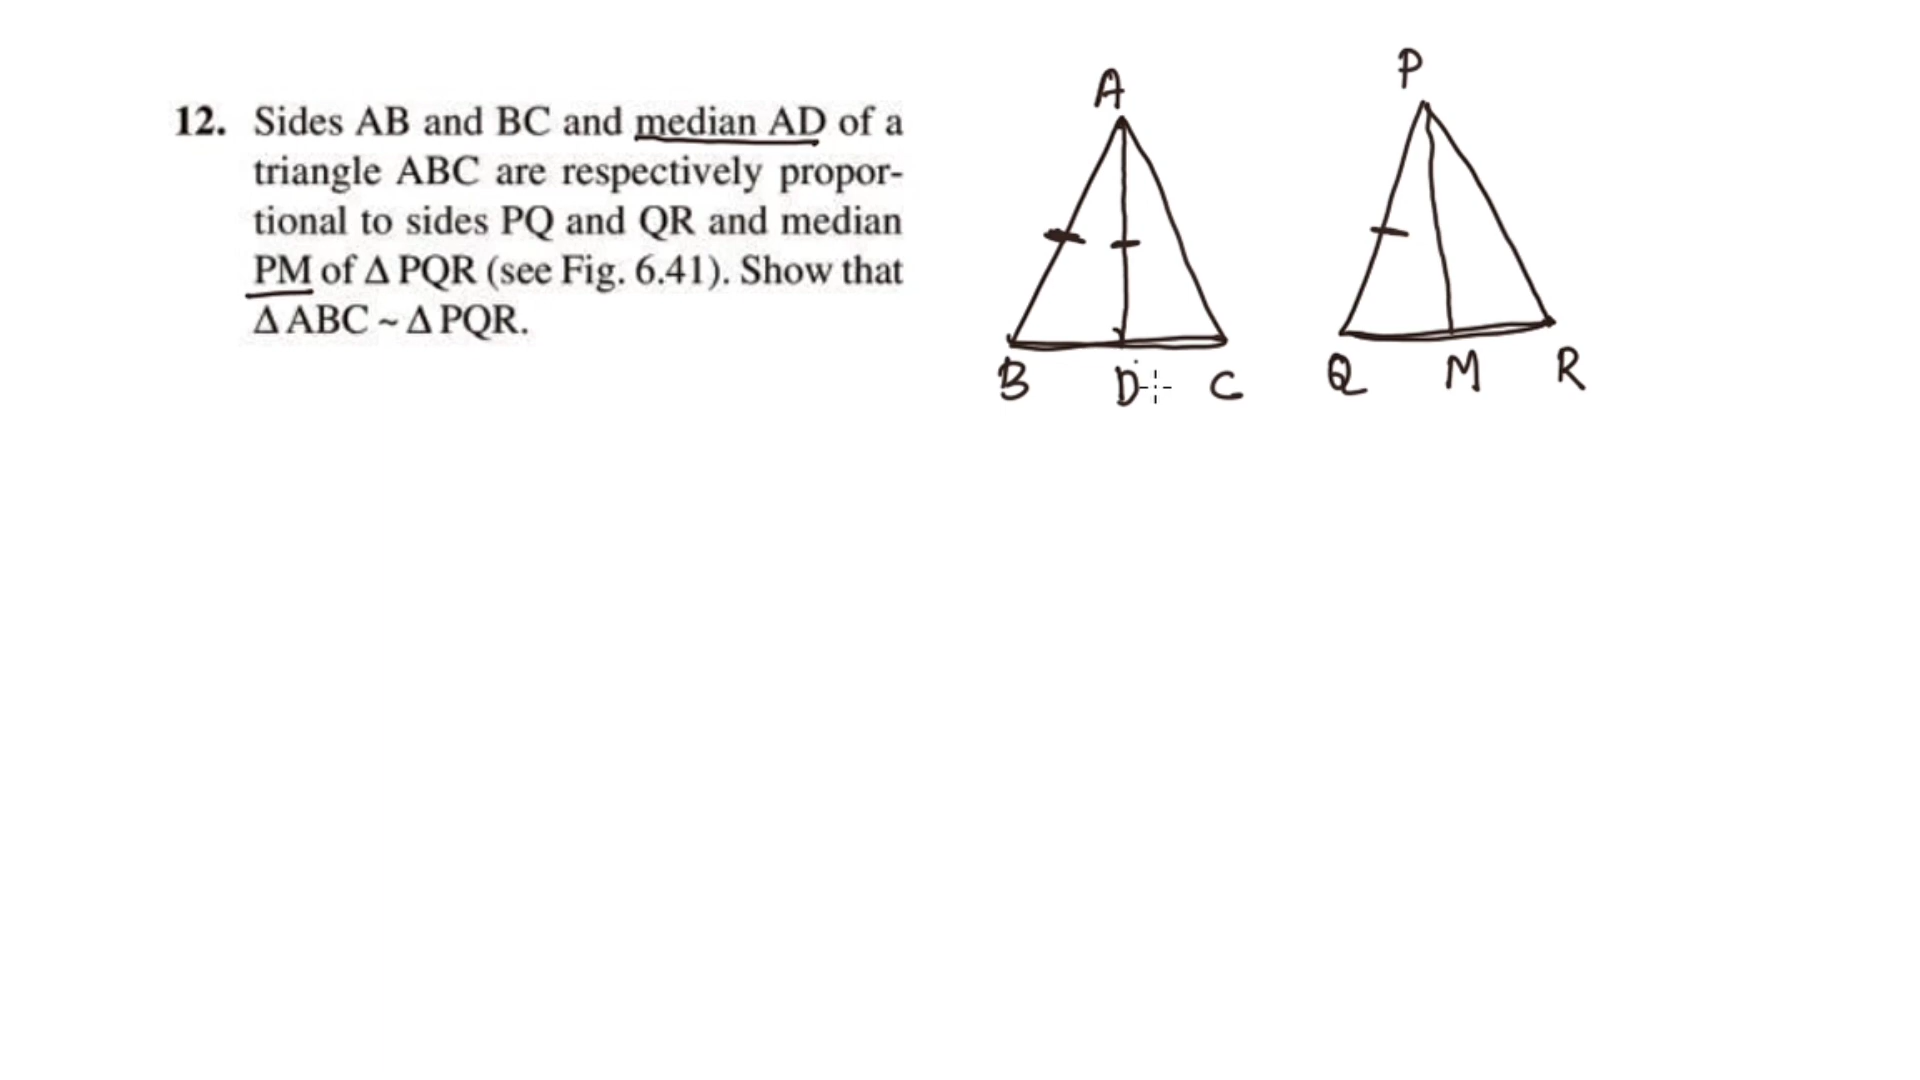 12. Sides AB and BC and median AD of a
triangle ABC are respectively propor-
tional to sides PQ and QR and median
PM of Δ PQR (see Fig. 6.41). Show that
Δ ABC ~ Δ PQR.
A
P
B D C
Q M R